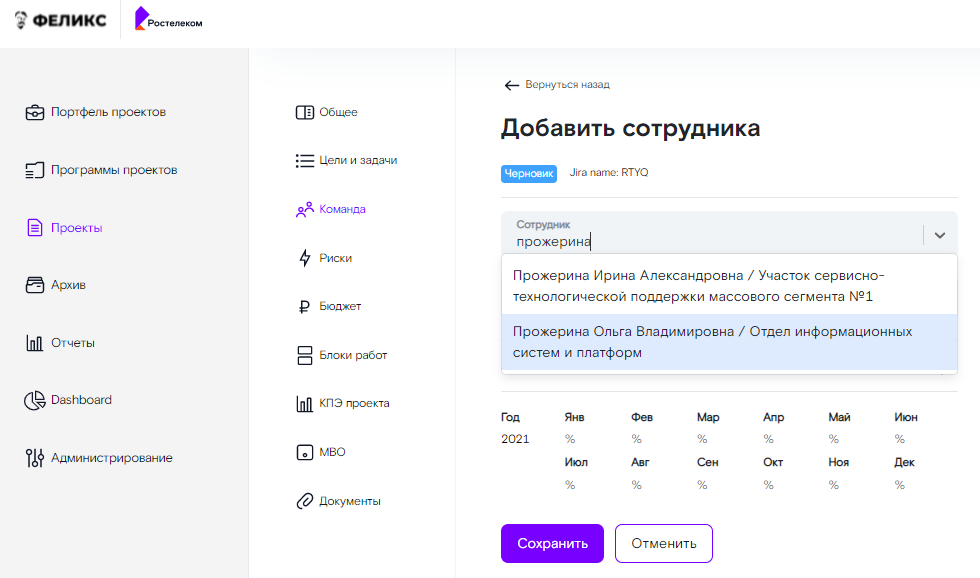 ФЕЛИКС
Ростелеком
Портфель проектов
Программы проектов
Проекты
Архив
Отчеты
Dashboard
Администрирование
Общее
Цели и задачи
Команда
Риски
Бюджет
Блоки работ
КПЭ проекта
МВО
Документы
Вернуться назад
Добавить сотрудника
Черновик Jira name: RTYQ
Сотрудник
прожерина
Прожерина Ирина Александровна / Участок сервисно-
технологической поддержки массового сегмента №1
Прожерина Ольга Владимировна / Отдел информационных
систем и платформ
Год Янв Фев Мар Апр Май Июн
2021 % % % % % %
Июл Авг Сен Окт Ноя Дек
% % % % % %
Сохранить Отменить